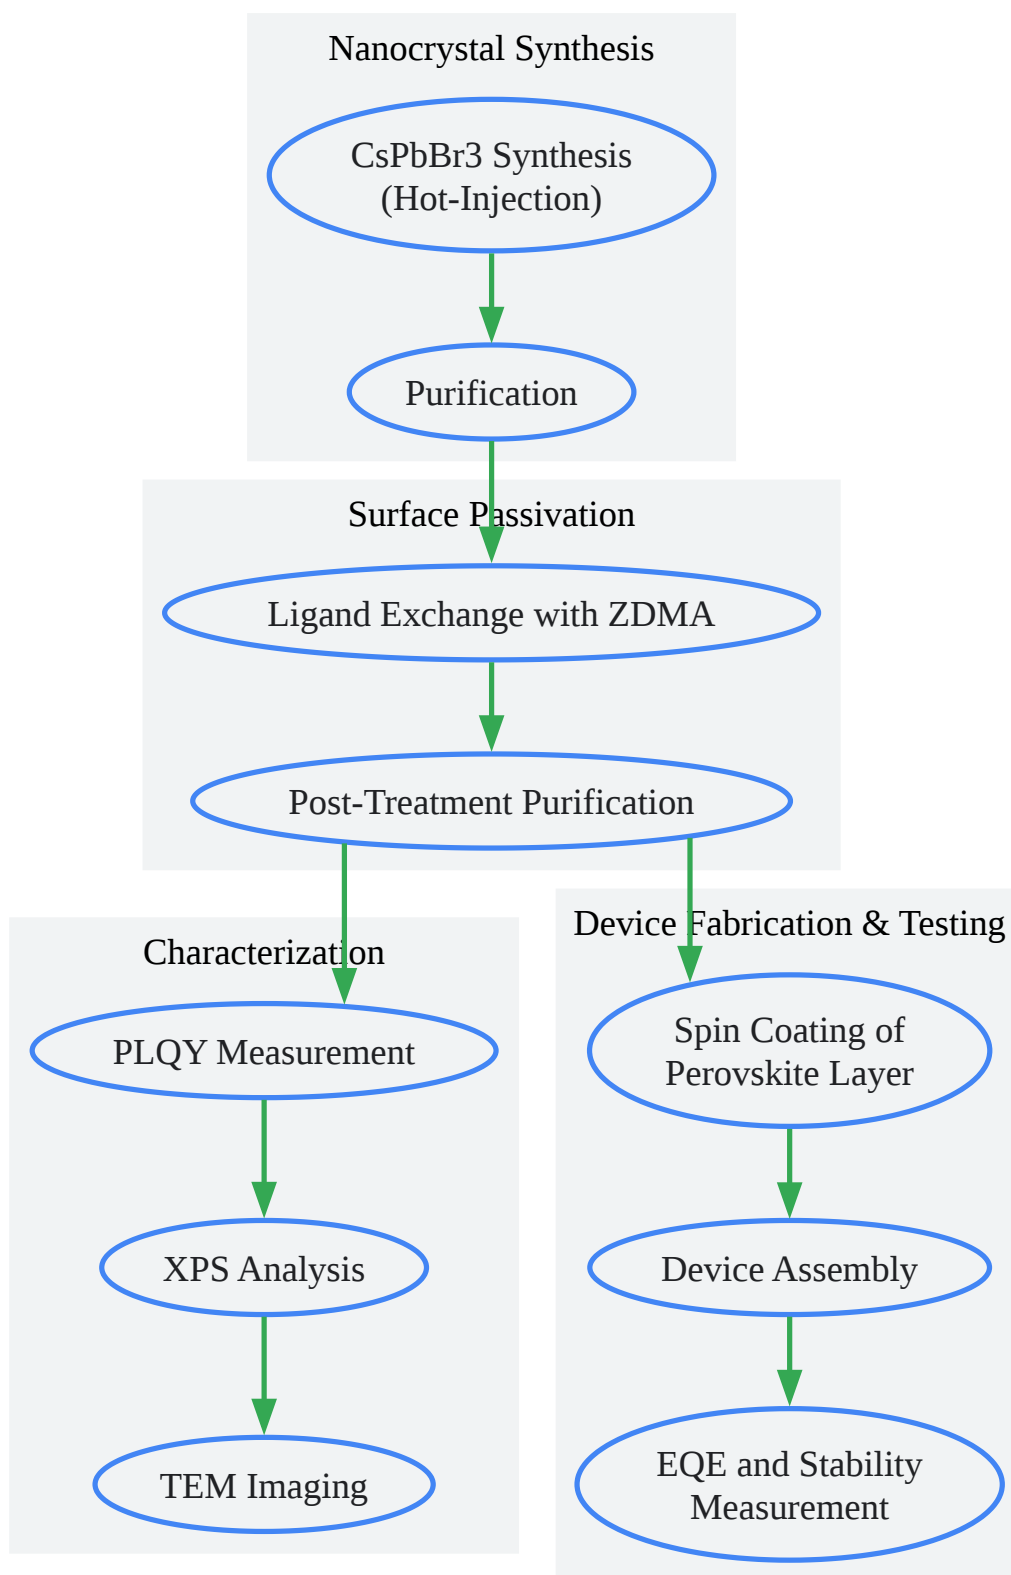 Nanocrystal Synthesis
CsPbBr3 Synthesis
(Hot-Injection)
Purification
Surface Passivation
Ligand Exchange with ZDMA
Post-Treatment Purification
Characterization
PLQY Measurement
XPS Analysis
TEM Imaging
Device Fabrication & Testing
Spin Coating of
Perovskite Layer
Device Assembly
EQE and Stability
Measurement